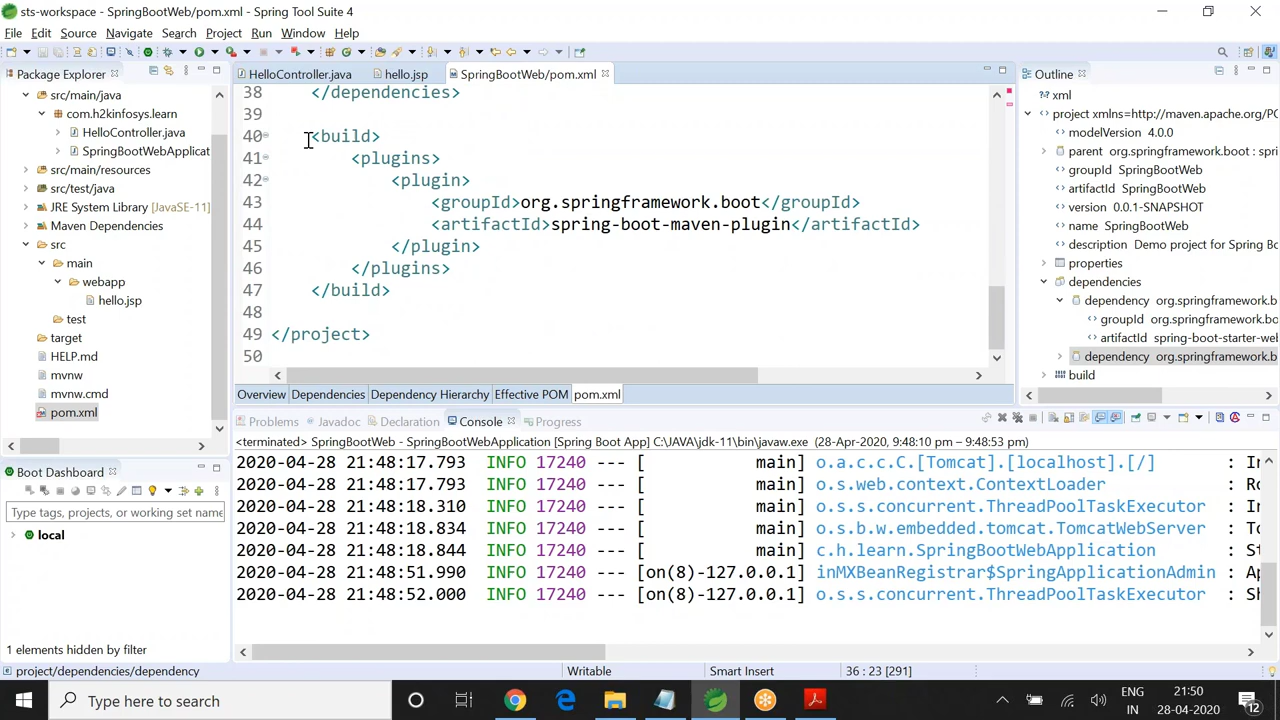 sts-workspace - SpringBootWeb/pom.xml - Spring Tool Suite 4
File Edit Source Navigate Search Project Run Window Help
Package Explorer
HelloController.java hello.jsp SpringBootWeb/pom.xml
Outline
src/main/java
com.h2kinfosys.learn
HelloController.java
SpringBootWebApplicat
src/main/resources
src/test/java
JRE System Library [JavaSE-11]
Maven Dependencies
src
main
webapp
hello.jsp
test
target
HELP.md
mvnw
mvnw.cmd
pom.xml
38 </dependencies>
39
40 <build>
41 <plugins>
42 <plugin>
43 <groupId>org.springframework.boot</groupId>
44 <artifactId>spring-boot-maven-plugin</artifactId>
45 </plugin>
46 </plugins>
47 </build>
48
49 </project>
50
Overview Dependencies Dependency Hierarchy Effective POM pom.xml
xml
project xmlns=http://maven.apache.org/PO
modelVersion 4.0.0
parent org.springframework.boot : spri
groupId SpringBootWeb
artifactId SpringBootWeb
version 0.0.1-SNAPSHOT
name SpringBootWeb
description Demo project for Spring Bo
properties
dependencies
dependency org.springframework.b
groupId org.springframework.bo
artifactId spring-boot-starter-web
dependency org.springframework.b
build
Problems Javadoc Declaration Console Progress
<terminated> SpringBootWeb - SpringBootWebApplication [Spring Boot App] C:\JAVA\jdk-11\bin\javaw.exe (28-Apr-2020, 9:48:10 pm – 9:48:53 pm)
2020-04-28 21:48:17.793 INFO 17240 --- [ main] o.a.c.c.C.[Tomcat].[localhost].[/] : In
2020-04-28 21:48:17.793 INFO 17240 --- [ main] o.s.web.context.ContextLoader : Ro
2020-04-28 21:48:18.310 INFO 17240 --- [ main] o.s.s.concurrent.ThreadPoolTaskExecutor : In
2020-04-28 21:48:18.834 INFO 17240 --- [ main] o.s.b.w.embedded.tomcat.TomcatWebServer : To
2020-04-28 21:48:18.844 INFO 17240 --- [ main] c.h.learn.SpringBootWebApplication : St
2020-04-28 21:48:51.990 INFO 17240 --- [on(8)-127.0.0.1] inMXBeanRegistrar$SpringApplicationAdmin : Ap
2020-04-28 21:48:52.000 INFO 17240 --- [on(8)-127.0.0.1] o.s.s.concurrent.ThreadPoolTaskExecutor : Sh
Boot Dashboard
Type tags, projects, or working set name
local
1 elements hidden by filter
project/dependencies/dependency Writable Smart Insert 36 : 23 [291]
Type here to search
ENG
IN
21:50
28-04-2020
12